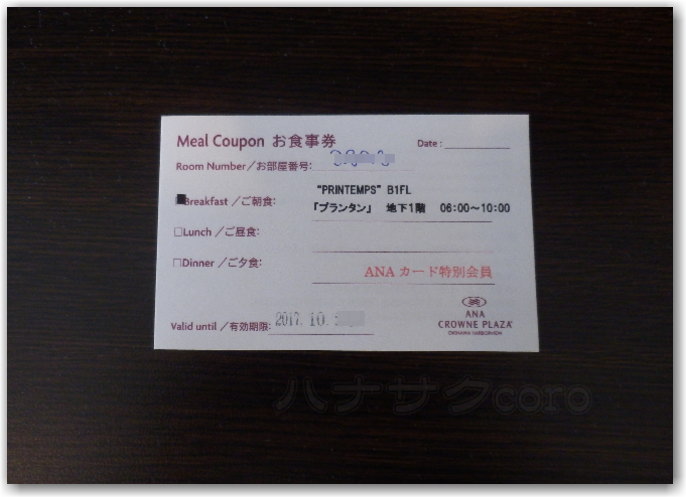 Meal Coupon お食事券 Date :
Room Number／お部屋番号:
"PRINTEMPS" B1FL
■Breakfast／ご朝食: 「プランタン」 地下1階 06:00～10:00
□Lunch／ご昼食:
□Dinner／ご夕食:
ANAカード特別会員
Valid until／有効期限: 2017.10.
ANA
CROWNE PLAZA
OKINAWA HARBORVIEW
ハナサクcoro